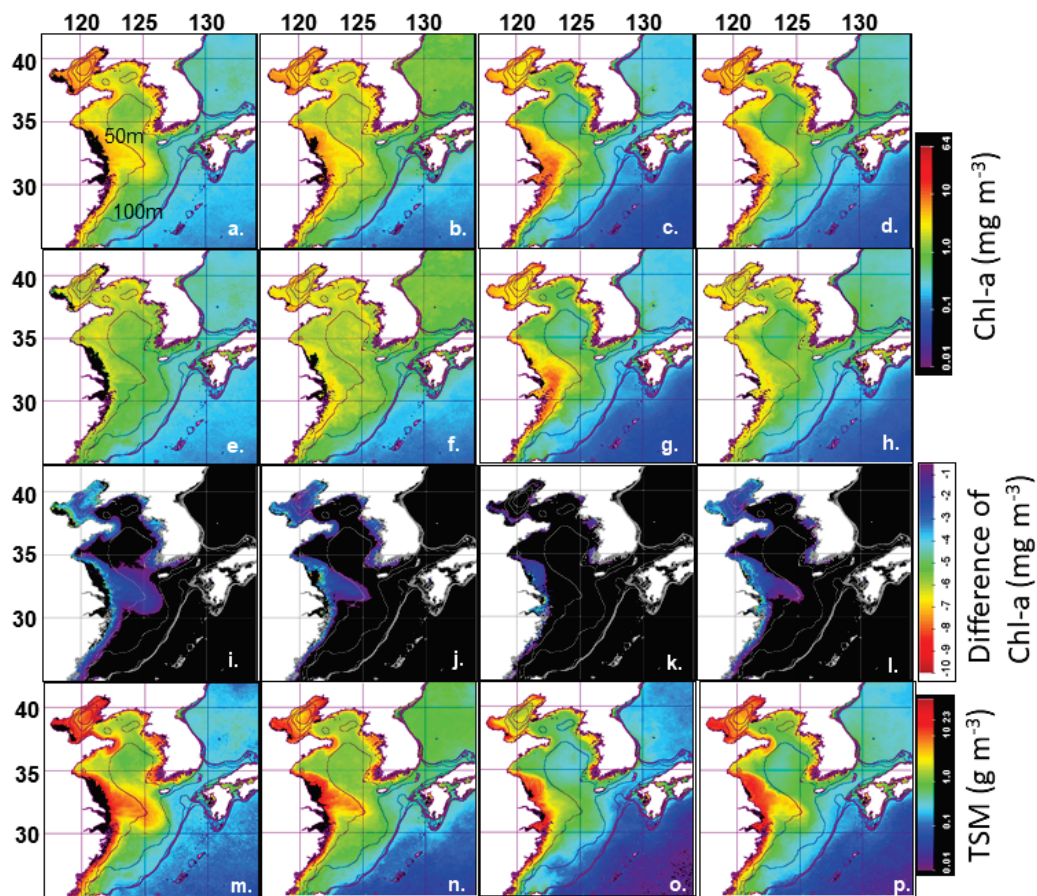 120 125 130 120 125 130 120 125 130 120 125 130
40
35
30
50m
100m
a. b. c. d.
64
10
1.0
0.1
0.01
Chl-a (mg m⁻³)
40
35
30
e. f. g. h.
40
35
30
i. j. k. l.
-1
-2
-3
-4
-5
-6
-7
-8
-9
-10
Difference of
Chl-a (mg m⁻³)
40
35
30
m. n. o. p.
10 23
1.0
0.01
TSM (g m⁻³)